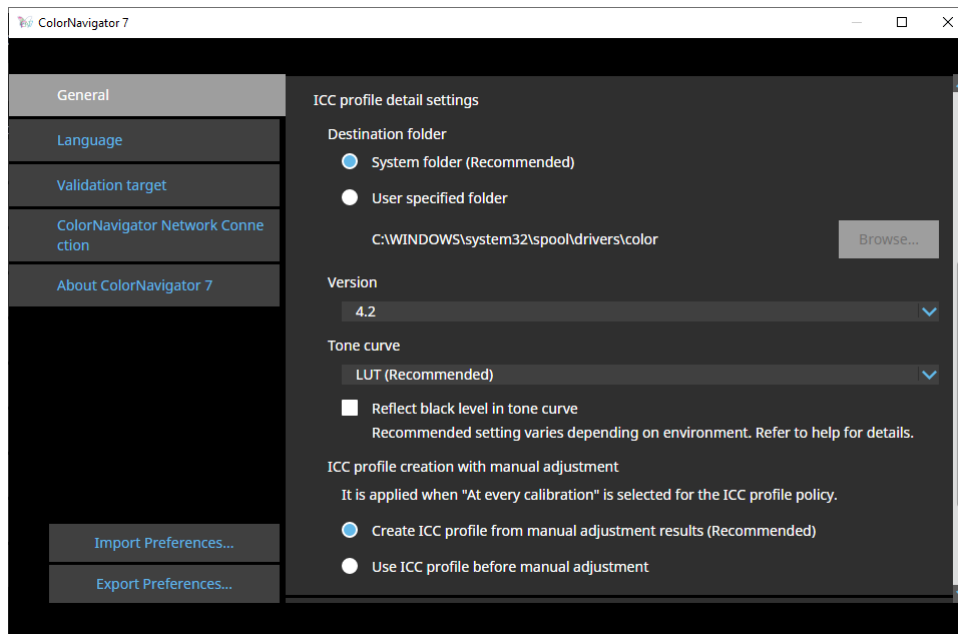 ColorNavigator 7
General
Language
Validation target
ColorNavigator Network Conne
ction
About ColorNavigator 7
Import Preferences...
Export Preferences...
ICC profile detail settings
Destination folder
System folder (Recommended)
User specified folder
C:\WINDOWS\system32\spool\drivers\color
Browse...
Version
4.2
Tone curve
LUT (Recommended)
Reflect black level in tone curve
Recommended setting varies depending on environment. Refer to help for details.
ICC profile creation with manual adjustment
It is applied when "At every calibration" is selected for the ICC profile policy.
Create ICC profile from manual adjustment results (Recommended)
Use ICC profile before manual adjustment